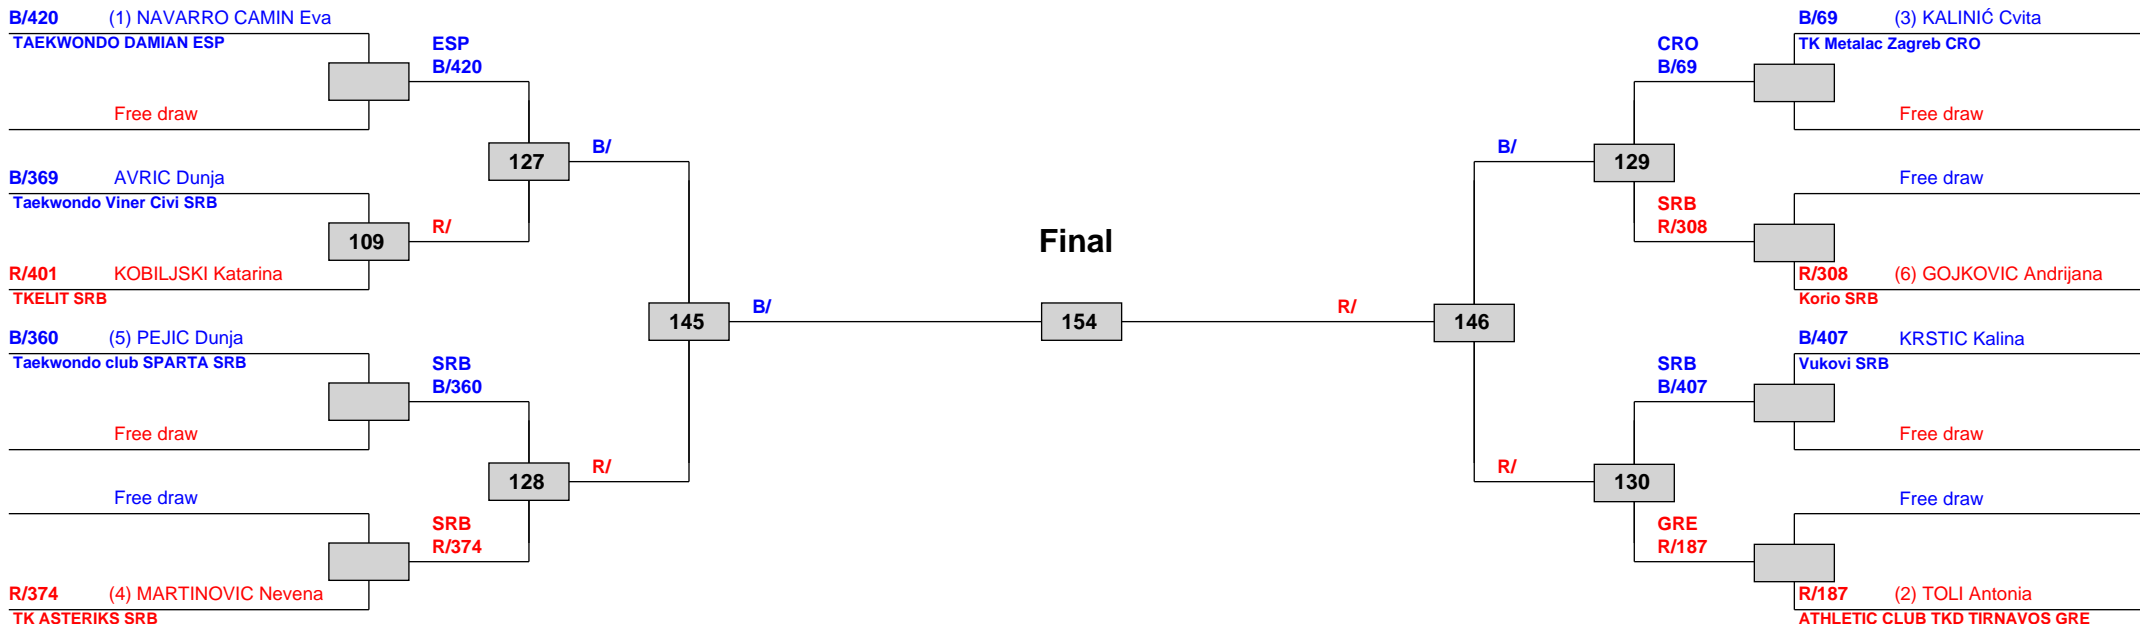 B/420 (1) NAVARRO CAMIN Eva
TAEKWONDO DAMIAN ESP
ESP
B/420
Free draw
127
B/
B/369 AVRIC Dunja
Taekwondo Viner Civi SRB
109
R/
R/401 KOBILJSKI Katarina
TKELIT SRB
145
B/
B/360 (5) PEJIC Dunja
Taekwondo club SPARTA SRB
SRB
B/360
Free draw
128
R/
Free draw
SRB
R/374
R/374 (4) MARTINOVIC Nevena
TK ASTERIKS SRB
Final
154
R/
146
B/69 (3) KALINIĆ Cvita
TK Metalac Zagreb CRO
CRO
B/69
Free draw
B/
129
Free draw
SRB
R/308
R/308 (6) GOJKOVIC Andrijana
Korio SRB
B/407 KRSTIC Kalina
Vukovi SRB
SRB
B/407
Free draw
R/
130
Free draw
GRE
R/187
R/187 (2) TOLI Antonia
ATHLETIC CLUB TKD TIRNAVOS GRE